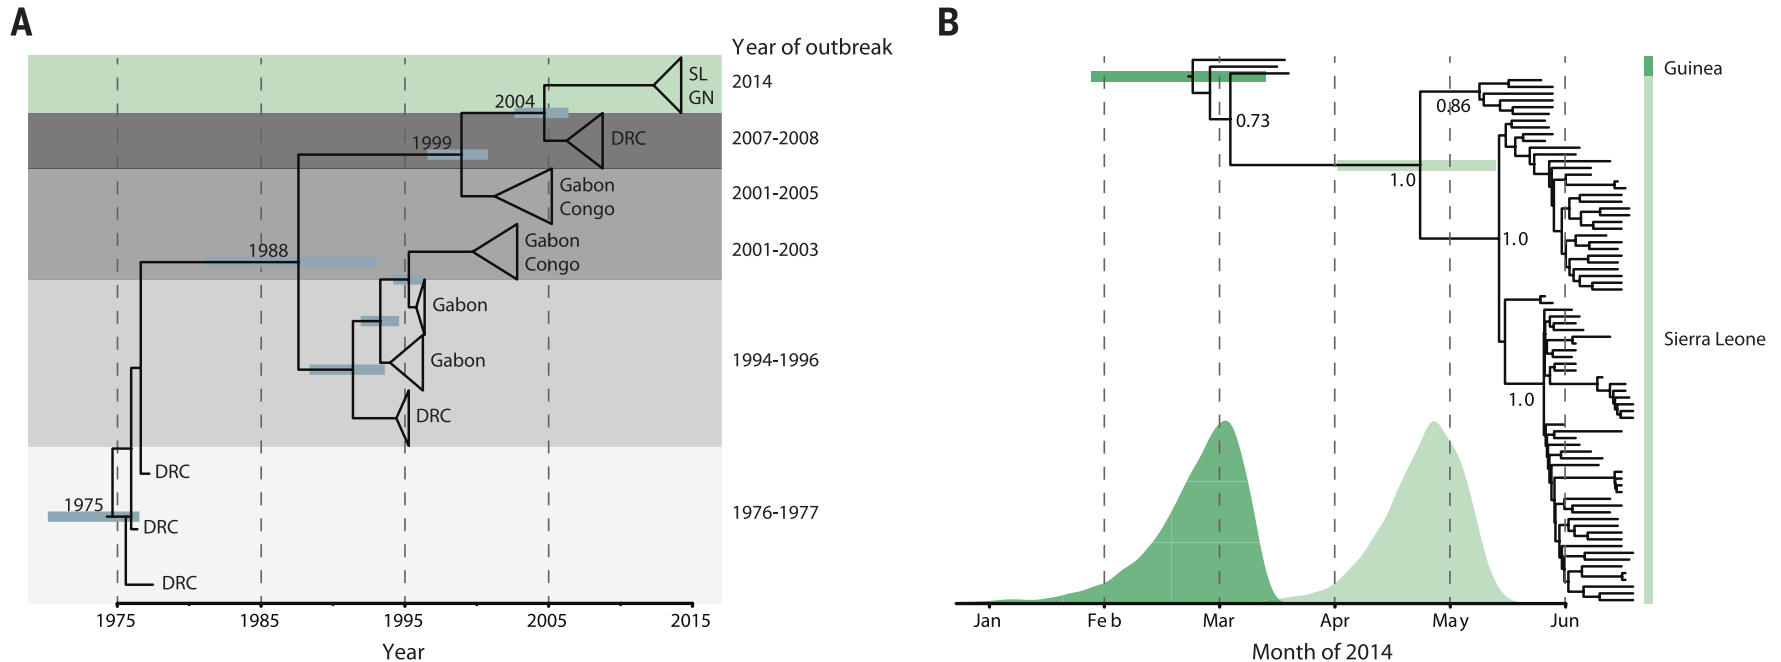 A
Year of outbreak
SL
GN
2014
2004
DRC
2007-2008
1999
Gabon
Congo
2001-2005
Gabon
Congo
2001-2003
1988
Gabon
Gabon
1994-1996
DRC
DRC
1975
DRC
1976-1977
DRC
1975
1985
1995
2005
2015
Year
B
Guinea
0.86
0.73
1.0
1.0
Sierra Leone
1.0
Jan
Feb
Mar
Apr
May
Jun
Month of 2014